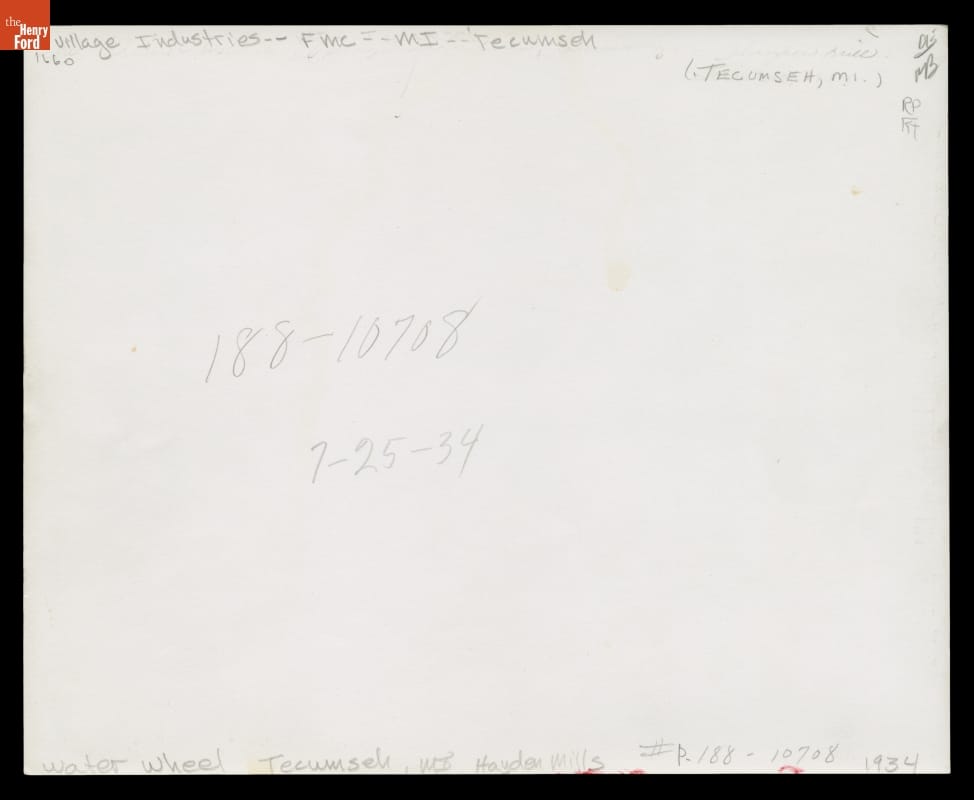 the Henry Ford
Village Industries-- FMC -- MI -- Tecumseh
1660
(TECUMSEH, MI.)
MB
RP
188-10708
7-25-34
water wheel Tecumseh, MI Hayden Mills #P.188-10708 1934